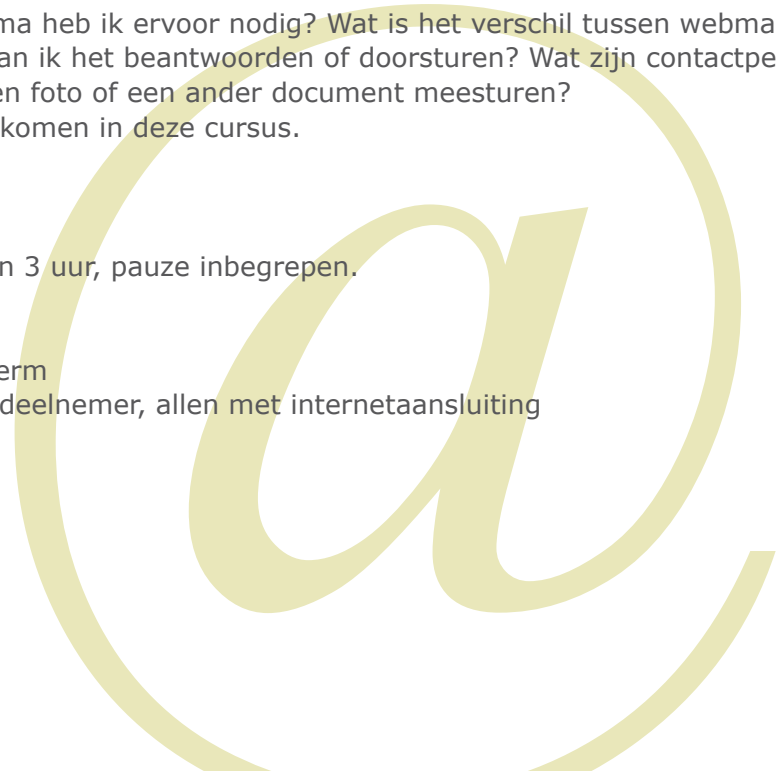 ma heb ik ervoor nodig? Wat is het verschil tussen webma
an ik het beantwoorden of doorsturen? Wat zijn contactpe
en foto of een ander document meesturen?
komen in deze cursus.
n 3 uur, pauze inbegrepen.
erm
deelnemer, allen met internetaansluiting
@